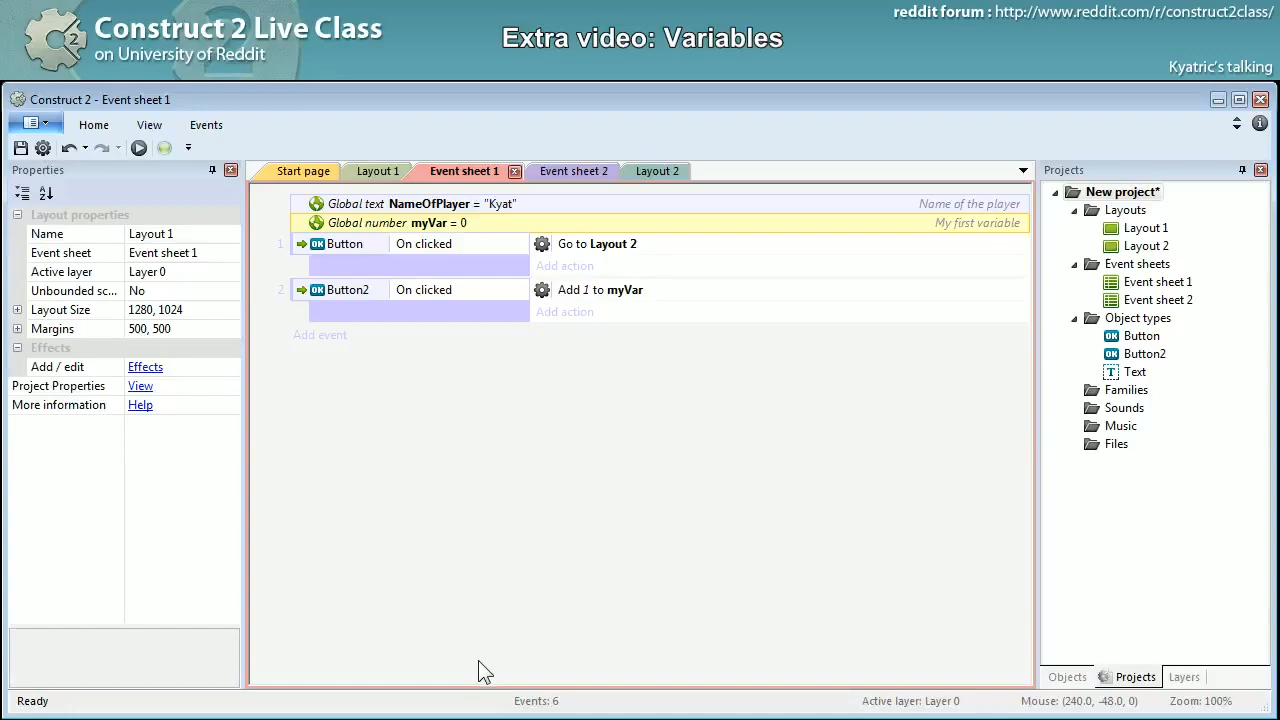 Construct 2 Live Class
on University of Reddit
Extra video: Variables
reddit forum : http://www.reddit.com/r/construct2class/
Kyatric's talking
Construct 2 - Event sheet 1
Home View Events
Properties
Start page Layout 1 Event sheet 1 Event sheet 2 Layout 2
Projects
Layout properties
Name Layout 1
Event sheet Event sheet 1
Active layer Layer 0
Unbounded sc... No
Layout Size 1280, 1024
Margins 500, 500
Effects
Add / edit Effects
Project Properties View
More information Help
Global text NameOfPlayer = "Kyat" Name of the player
Global number myVar = 0 My first variable
1 OK Button On clicked Go to Layout 2
Add action
2 OK Button2 On clicked Add 1 to myVar
Add action
Add event
New project*
Layouts
Layout 1
Layout 2
Event sheets
Event sheet 1
Event sheet 2
Object types
OK Button
OK Button2
T Text
Families
Sounds
Music
Files
Objects Projects Layers
Ready Events: 6 Active layer: Layer 0 Mouse: (240.0, -48.0, 0) Zoom: 100%